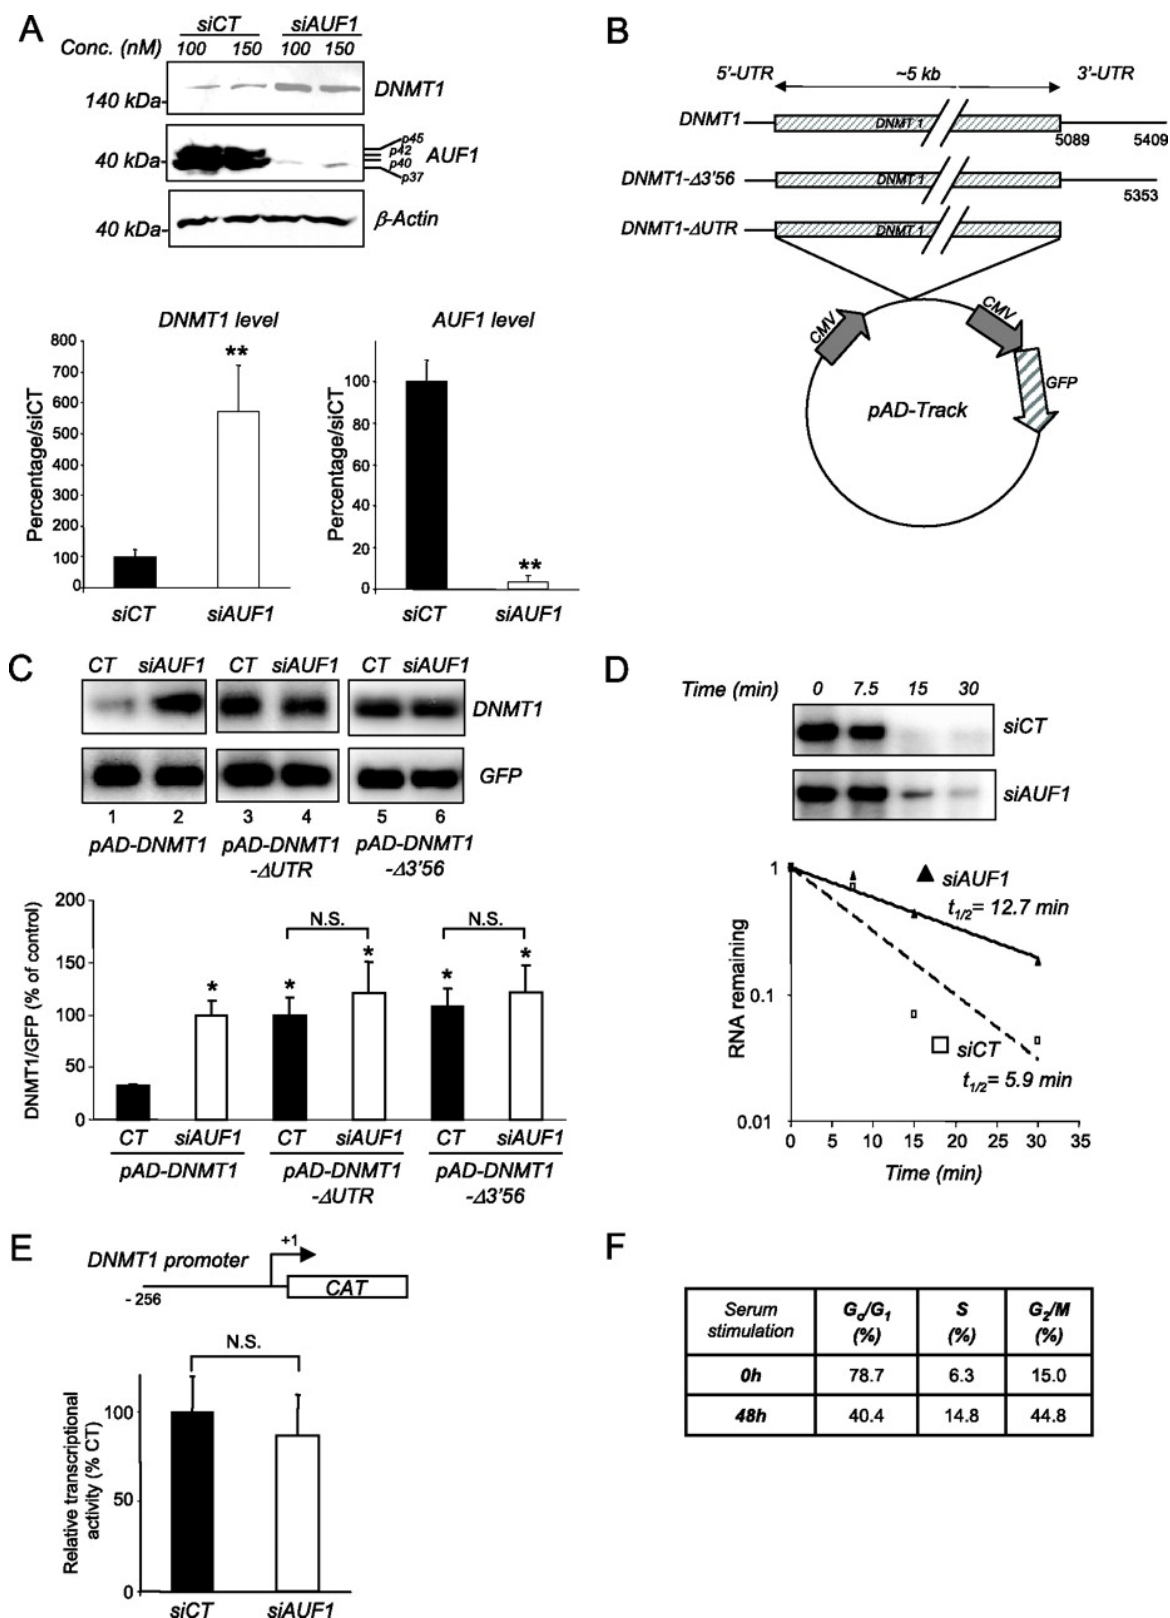 A
siCT siAUF1
Conc. (nM) 100 150 100 150
DNMT1
140 kDa-
p45
p42
40 kDa- AUF1
p40
p37
β-Actin
40 kDa-
DNMT1 level
Percentage/siCT
800
700
600
500
400
300
200
100
0
**
siCT siAUF1
AUF1 level
Percentage/siCT
100
80
60
40
20
0
**
siCT siAUF1
B
5'-UTR ~5 kb 3'-UTR
DNMT1 DNMT 1
5089 5409
DNMT1-Δ3'56 DNMT 1
5353
DNMT1-ΔUTR DNMT 1
CMV CMV
GFP
pAD-Track
C
CT siAUF1 CT siAUF1 CT siAUF1
DNMT1
GFP
1 2 3 4 5 6
pAD-DNMT1 pAD-DNMT1 pAD-DNMT1
-ΔUTR -Δ3'56
DNMT1/GFP (% of control)
200
150
100
50
0
N.S. N.S.
* * * * *
CT siAUF1 CT siAUF1 CT siAUF1
pAD-DNMT1 pAD-DNMT1 pAD-DNMT1
-ΔUTR -Δ3'56
D
Time (min) 0 7.5 15 30
siCT
siAUF1
RNA remaining
1
0.1
0.01
siAUF1
t1/2= 12.7 min
siCT
t1/2= 5.9 min
0 5 10 15 20 25 30 35
Time (min)
E
+1
DNMT1 promoter
- 256
CAT
N.S.
Relative transcriptional
activity (% CT)
100
50
0
siCT siAUF1
F
Serum stimulation Go/G1 (%) S (%) G2/M (%)
0h 78.7 6.3 15.0
48h 40.4 14.8 44.8